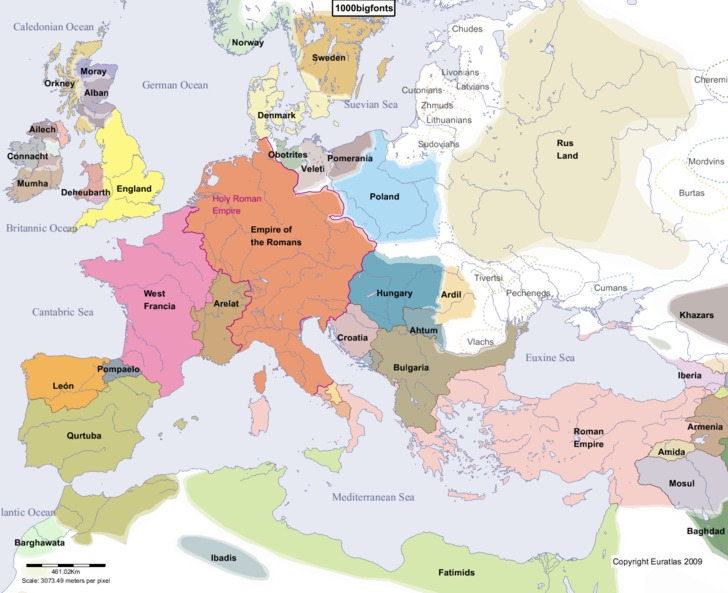 1000bigfonts
Caledonian Ocean
Norway
Sweden
Chudes
Orkney
Moray
Alban
German Ocean
Livonians
Latvians
Curonians
Zhmuds
Lithuanians
Sudoviahs
Cheremi
Suevian Sea
Denmark
Ailech
Connacht
Mumha
Deheubarth
England
Obotrites
Veleti
Pomerania
Rus
Land
Mordvins
Burtas
Poland
Holy Roman
Empire
Britannic Ocean
Empire of
the Romans
West
Francia
Arelat
Hungary
Ardil
Tivertsi
Pechenegs
Cumans
Khazars
Cantabric Sea
Croatia
Ahtum
Vlachs
Bulgaria
Euxine Sea
Pompaelo
León
Iberia
Qurtuba
Roman
Empire
Armenia
Amida
Mosul
Mediterranean Sea
lantic Ocean
Barghawata
Ibadis
Fatimids
Baghdad
Copyright Euratlas 2009
461.02Km
Scale: 3073.49 meters per pixel